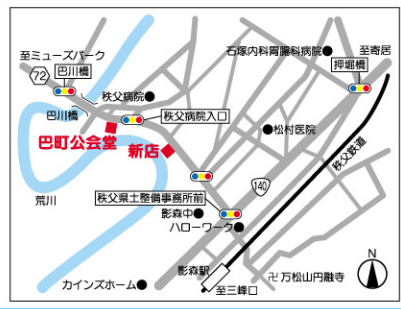 至ミューズパーク
石塚内科胃腸科病院
至寄居
72
巴川橋
押堀橋
秩父病院
巴川橋
秩父病院入口
巴町公会堂
新店
松村医院
秩父鉄道
140
秩父県土整備事務所前
荒川
影森中
ハローワーク
N
影森駅
卍万松山円融寺
カインズホーム
至三峰口